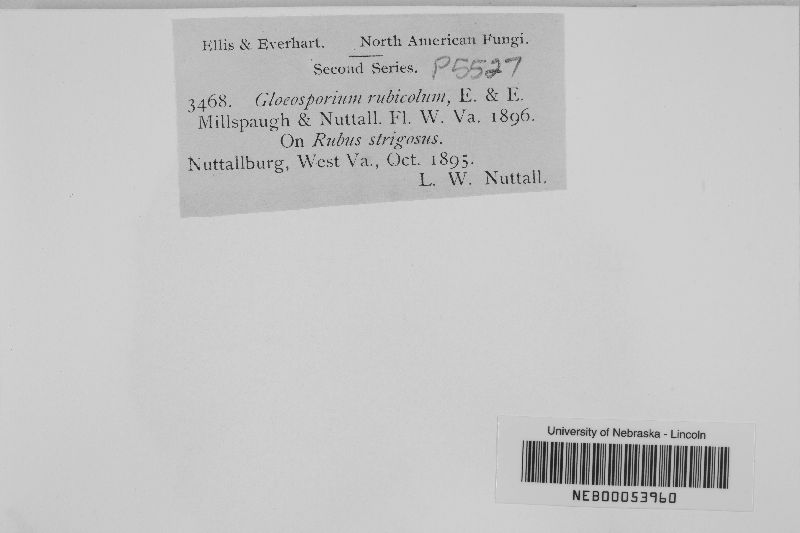 Ellis & Everhart. North American Fungi.
Second Series. P5527
3468. Gloeosporium rubicolum, E. & E.
Millspaugh & Nuttall. Fl. W. Va. 1896.
On Rubus strigosus.
Nuttallburg, West Va., Oct. 1895.
L. W. Nuttall.
University of Nebraska - Lincoln
NEB00053960